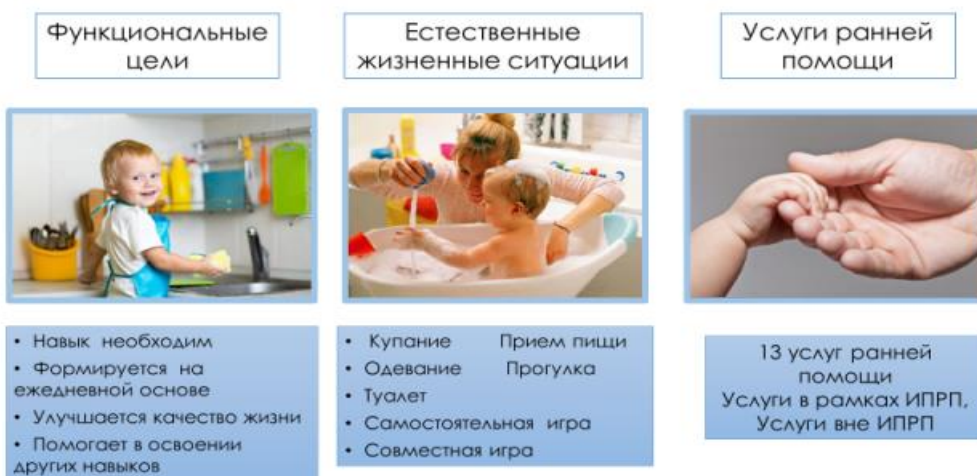 Функциональные
цели
Естественные
жизненные ситуации
Услуги ранней
помощи
• Навык необходим
• Формируется на
ежедневной основе
• Улучшается качество жизни
• Помогает в освоении
других навыков
• Купание Прием пищи
• Одевание Прогулка
• Туалет
• Самостоятельная игра
• Совместная игра
13 услуг ранней
помощи
Услуги в рамках ИПРП,
Услуги вне ИПРП